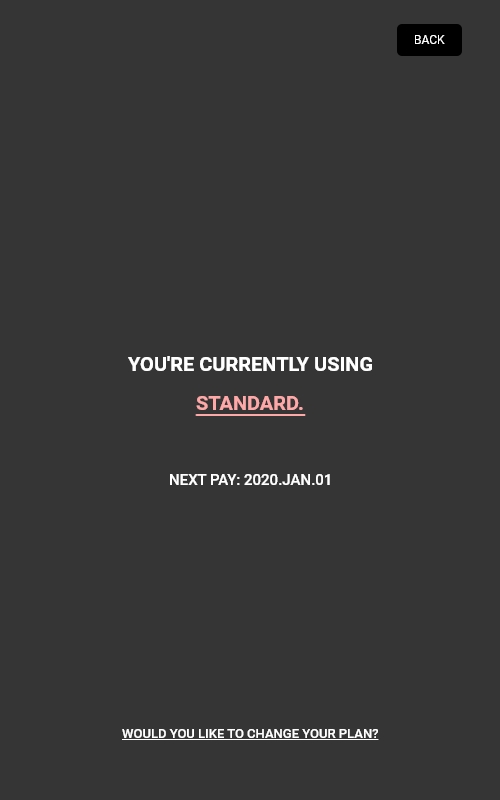 BACK
YOU'RE CURRENTLY USING
STANDARD.
NEXT PAY: 2020.JAN.01
WOULD YOU LIKE TO CHANGE YOUR PLAN?